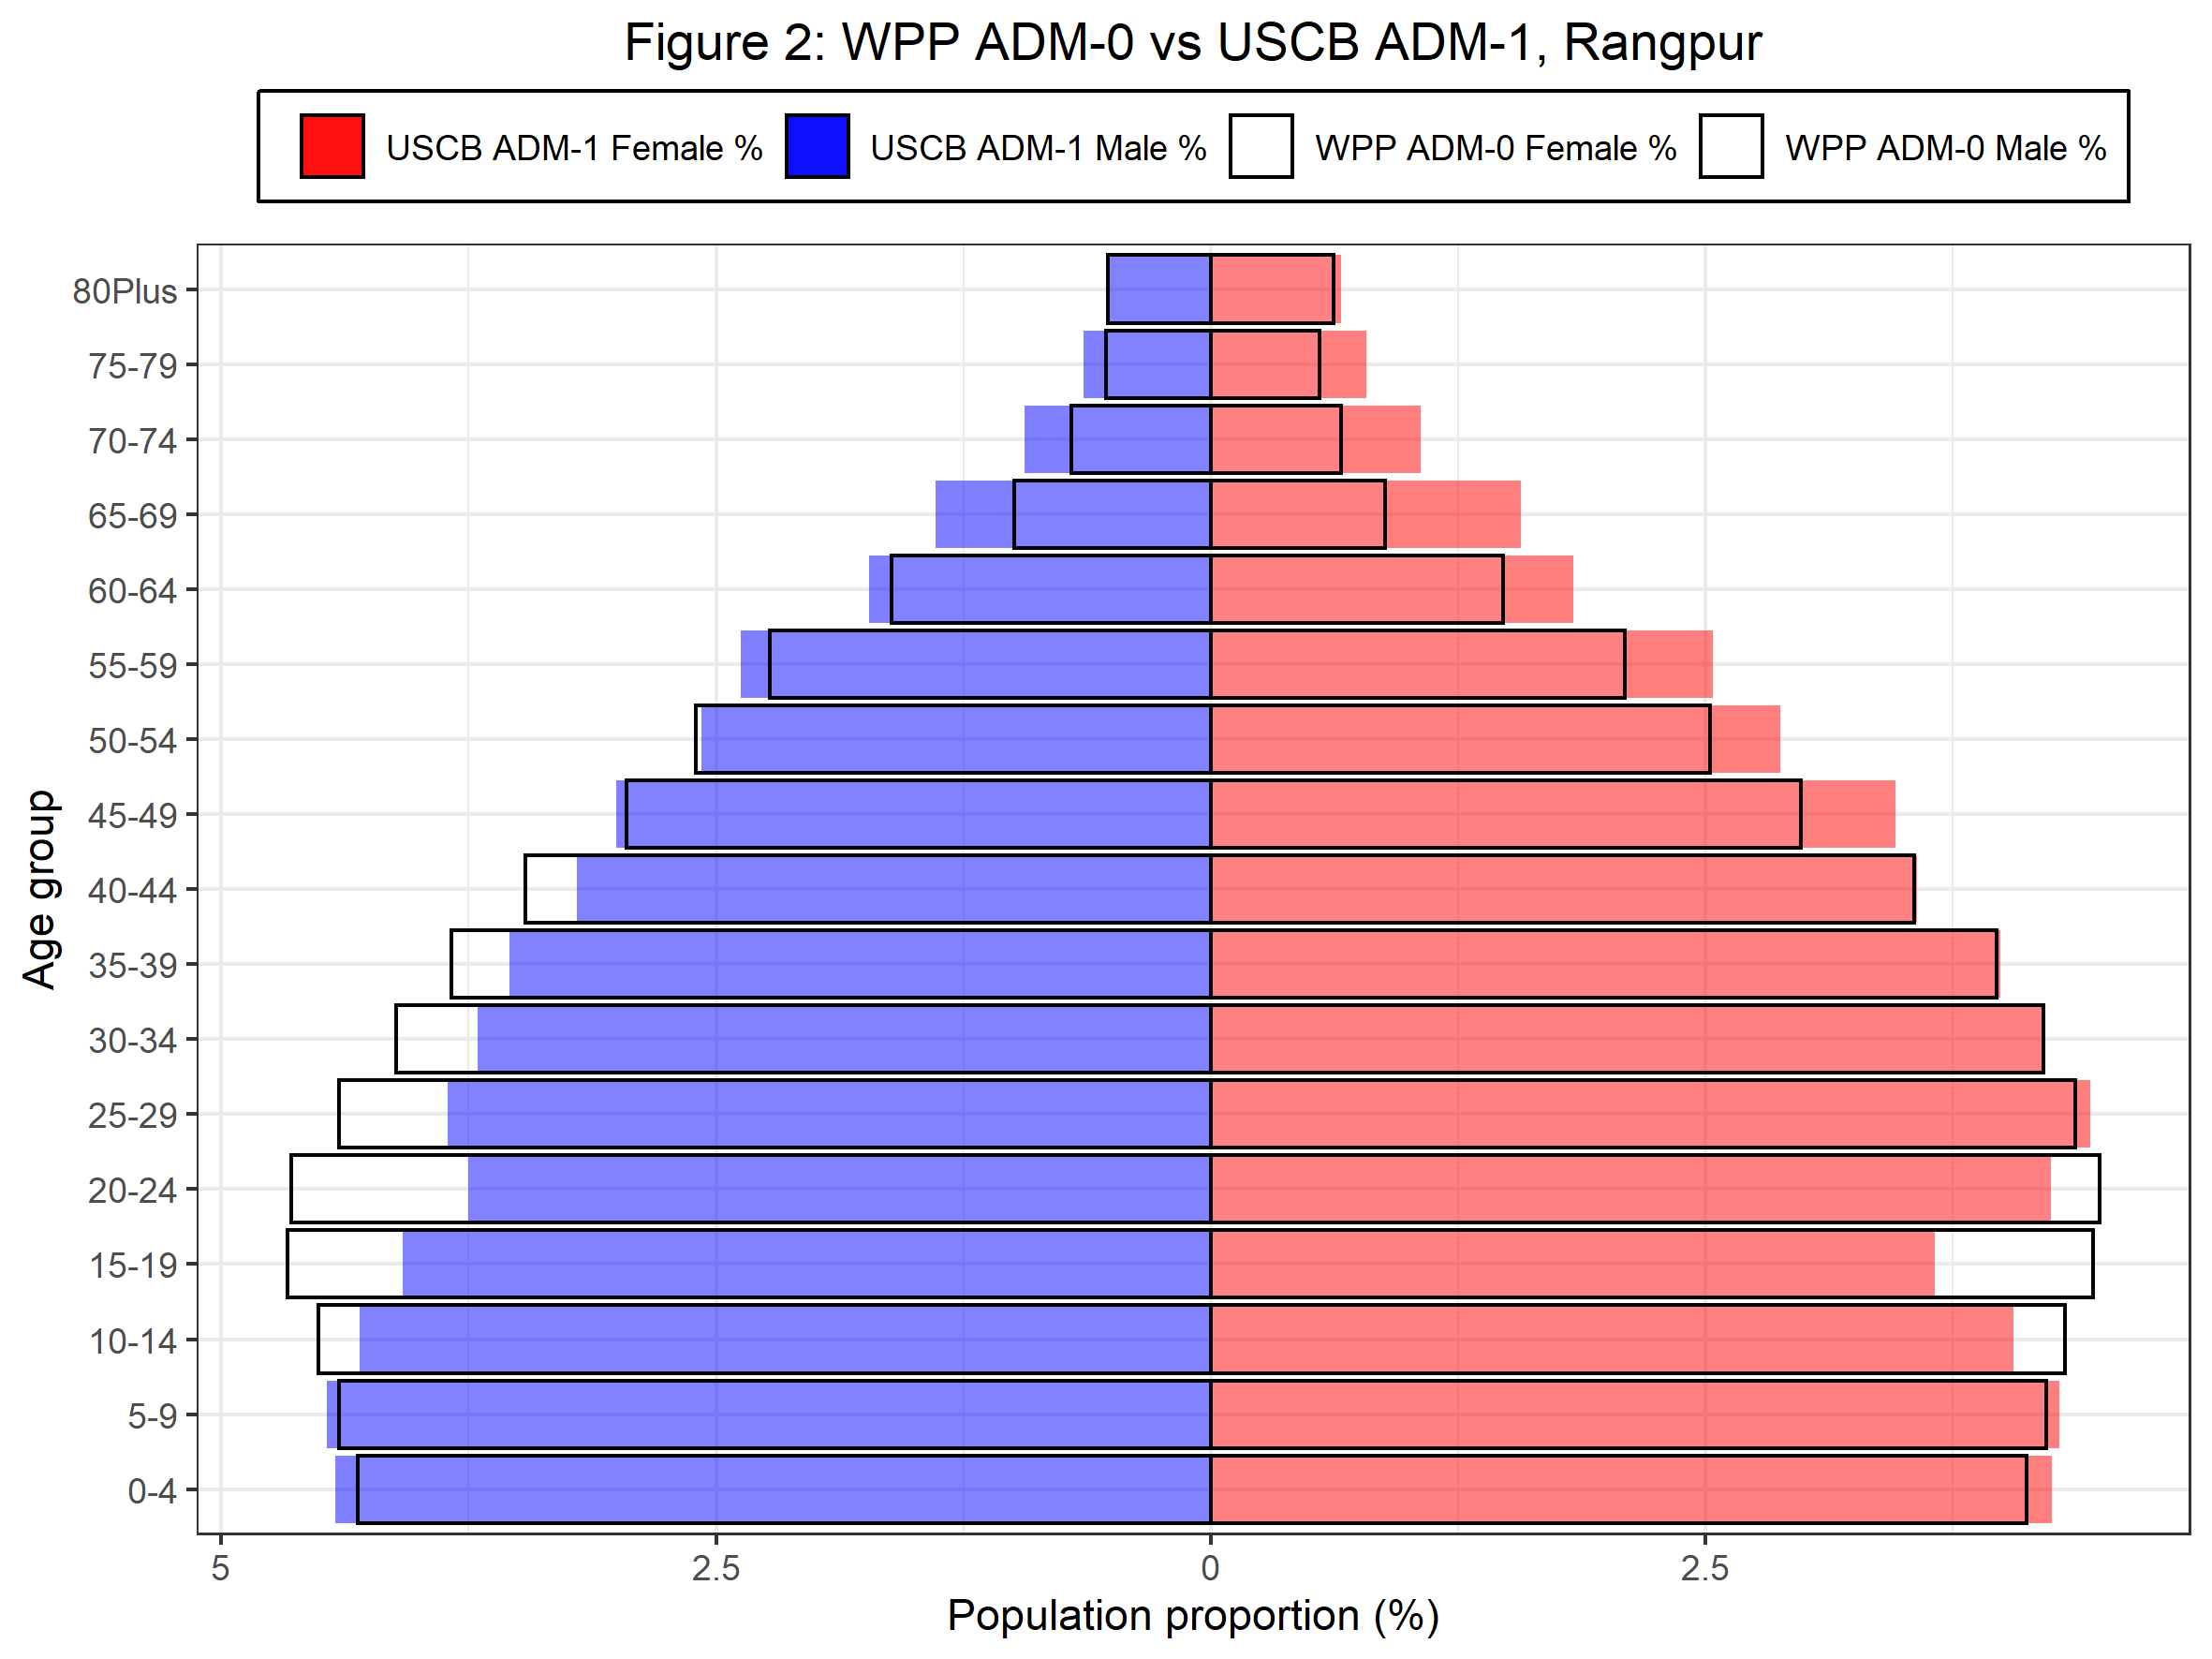 Figure 2: WPP ADM-0 vs USCB ADM-1, Rangpur
USCB ADM-1 Female % USCB ADM-1 Male % WPP ADM-0 Female % WPP ADM-0 Male %
80Plus
75-79
70-74
65-69
60-64
55-59
50-54
45-49
40-44
35-39
30-34
25-29
20-24
15-19
10-14
5-9
0-4
Age group
5 2.5 0 2.5
Population proportion (%)